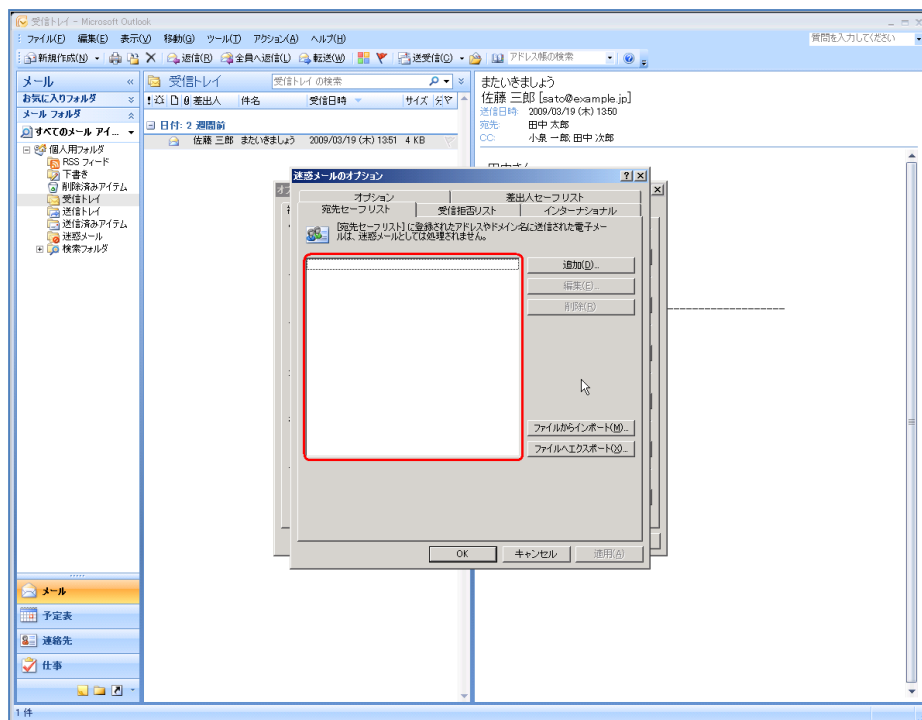 受信トレイ - Microsoft Outlook
ファイル(F) 編集(E) 表示(V) 移動(G) ツール(T) アクション(A) ヘルプ(H)
質問を入力してください
新規作成(N) 返信(R) 全員へ返信(L) 転送(W) 送受信(C) アドレス帳の検索
メール
お気に入りフォルダ
メール フォルダ
すべてのメール アイ...
個人用フォルダ
RSS フィード
下書き
削除済みアイテム
受信トレイ
送信トレイ
送信済みアイテム
迷惑メール
検索フォルダ
受信トレイ 受信トレイ の検索
差出人 件名 受信日時 サイズ
日付: 2 週間前
佐藤 三郎 またいきましょう 2009/03/19 (木) 13:51 4 KB
またいきましょう
佐藤 三郎 [sato@example.jp]
送信日時: 2009/03/19 (木) 13:50
宛先: 田中 太郎
CC: 小泉 一郎; 田中 次郎
迷惑メールのオプション
オプション 差出人セーフ リスト
宛先セーフ リスト 受信拒否リスト インターナショナル
[宛先セーフ リスト] に登録されたアドレスやドメイン名に送信された電子メー
ルは、迷惑メールとしては処理されません。
追加(D)...
編集(E)...
削除(R)
ファイルからインポート(M)...
ファイルへエクスポート(X)...
OK キャンセル 適用(A)
メール
予定表
連絡先
仕事
1 件